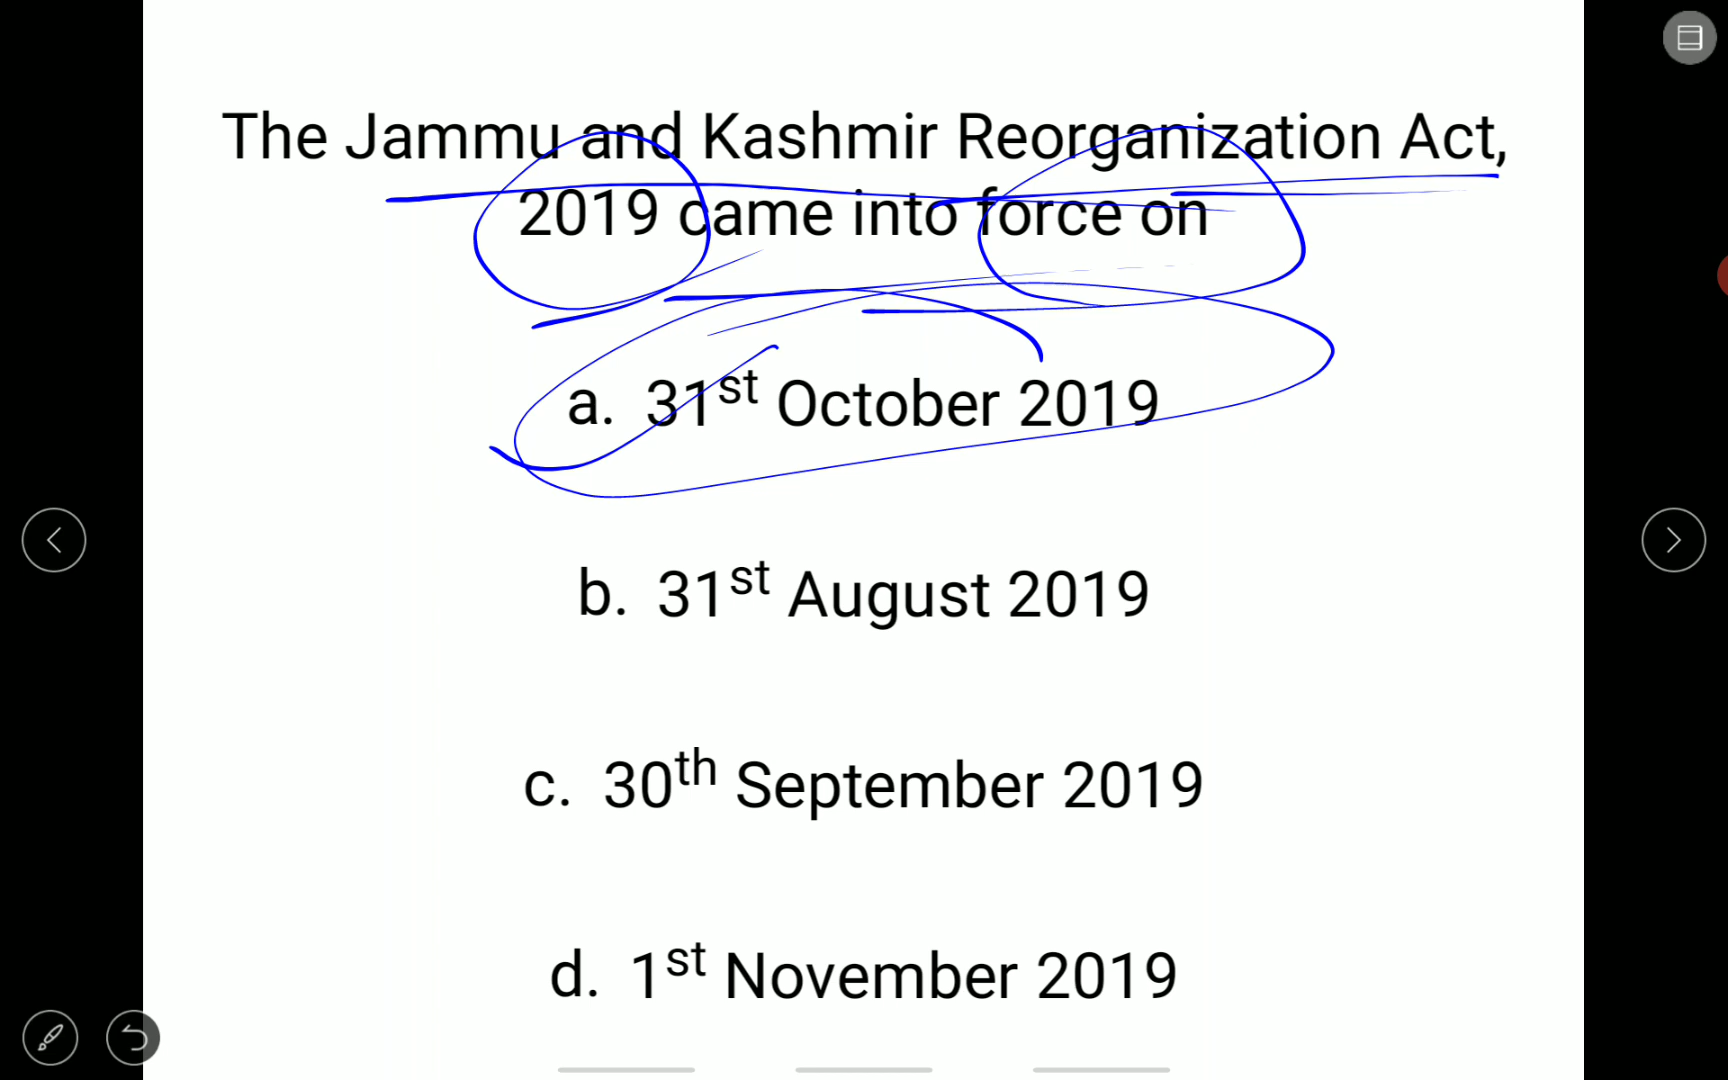 The Jammu and Kashmir Reorganization Act,
2019 came into force on
a. 31st October 2019
b. 31st August 2019
c. 30th September 2019
d. 1st November 2019